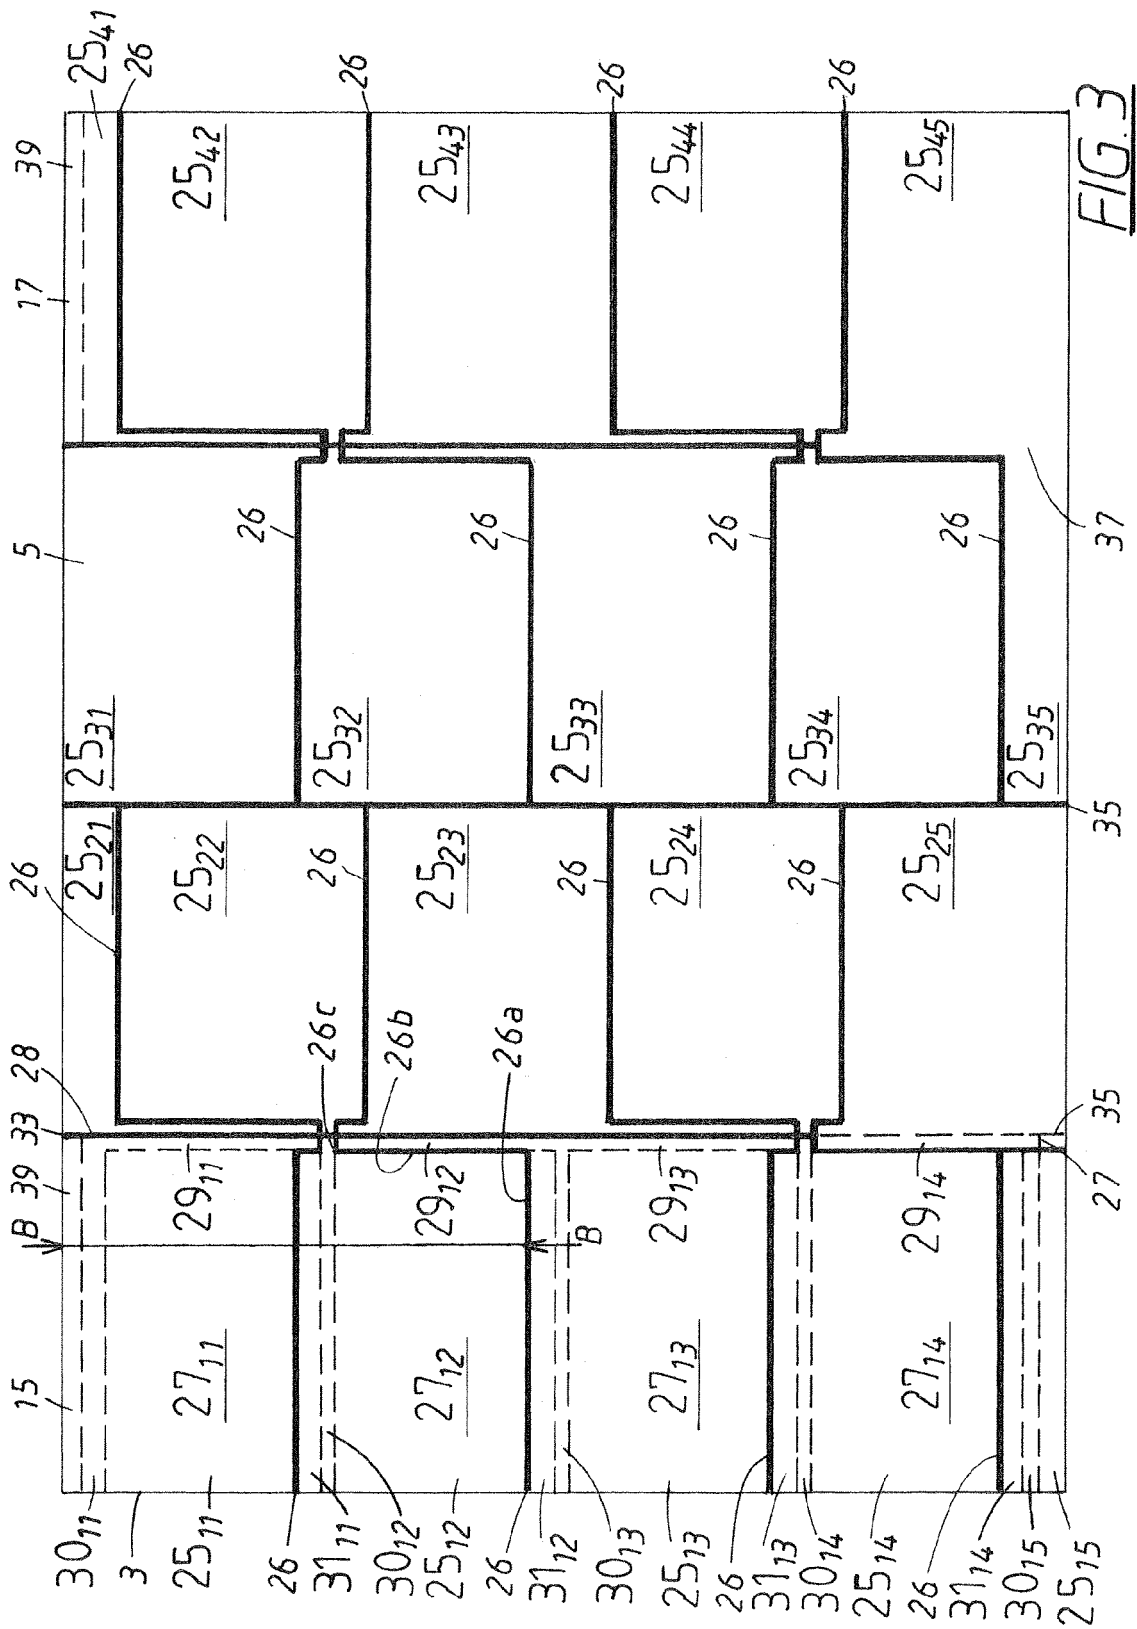 15 B 39 33 28 26 5 17 39
30₁₁ 25₂₁ 25₃₁ 25₄₁
3 26
25₁₁ 27₁₁ 29₁₁ 25₂₂ 25₄₂
26 26
31₁₁ 26c 26 25₃₂ 26
30₁₂ 26b
25₁₂ 27₁₂ 29₁₂ 25₂₃ 25₄₃
26 26a 26
31₁₂ B 26 25₃₃
30₁₃ 26
25₁₃ 27₁₃ 29₁₃ 25₂₄ 25₄₄
26 26
31₁₃ 26 25₃₄
30₁₄ 26
25₁₄ 27₁₄ 29₁₄ 25₂₅ 25₄₅
26 26
31₁₄
30₁₅ 25₃₅
25₁₅ 27 35 35 37
FIG.3